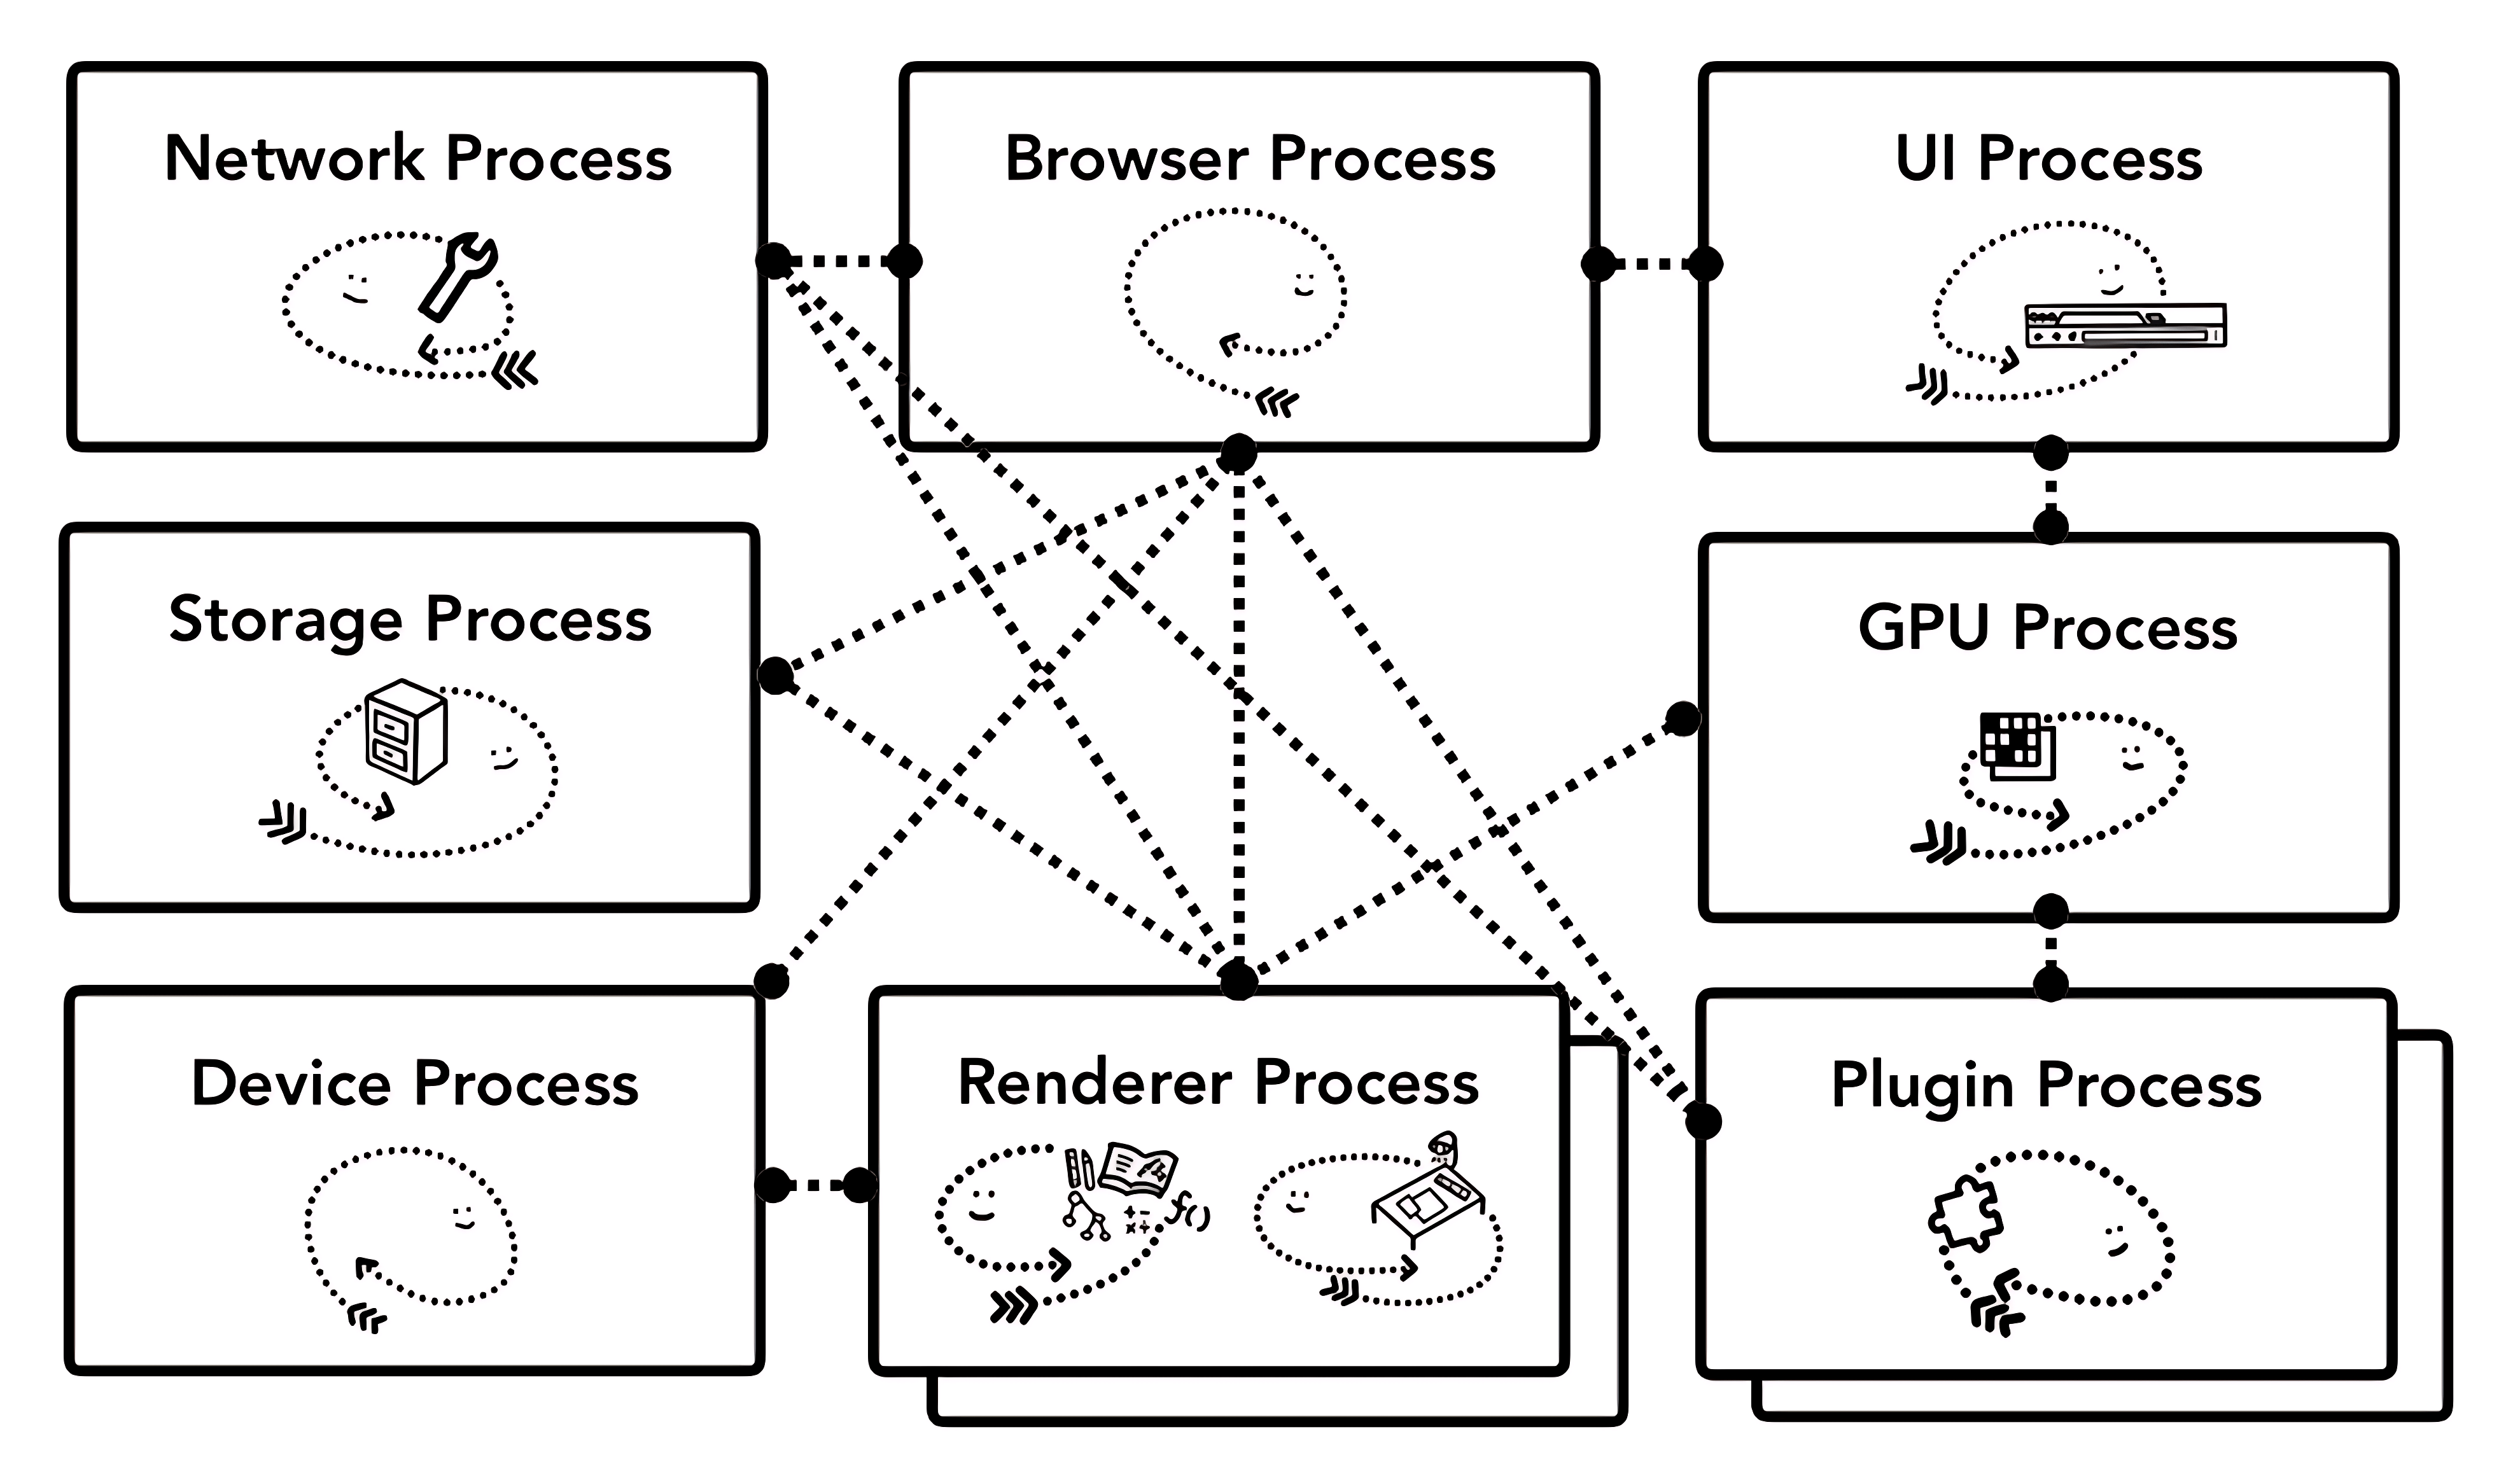 Network Process
Browser Process
UI Process
Storage Process
GPU Process
Device Process
Renderer Process
Plugin Process